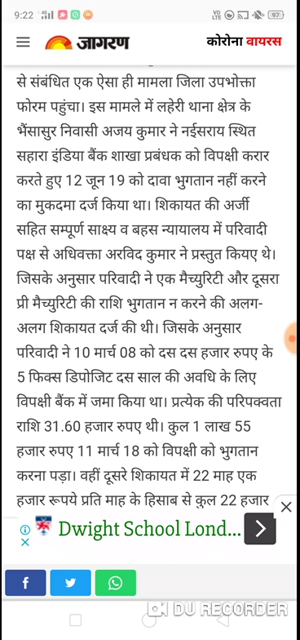 9:22
97
जागरण
कोरोना वायरस
से संबंधित एक ऐसा ही मामला जिला उपभोक्ता
फोरम पहुंचा। इस मामले में लहेरी थाना क्षेत्र के
भैंसासुर निवासी अजय कुमार ने नईसराय स्थित
सहारा इंडिया बैंक शाखा प्रबंधक को विपक्षी करार
करते हुए 12 जून 19 को दावा भुगतान नहीं करने
का मुकदमा दर्ज किया था। शिकायत की अर्जी
सहित सम्पूर्ण साक्ष्य व बहस न्यायालय में परिवादी
पक्ष से अधिवक्ता अरविद कुमार ने प्रस्तुत कियए थे।
जिसके अनुसार परिवादी ने एक मैच्युरिटी और दूसरा
प्री मैच्युरिटी की राशि भुगतान न करने की अलग-
अलग शिकायत दर्ज की थी। जिसके अनुसार
परिवादी ने 10 मार्च 08 को दस दस हजार रुपए के
5 फिक्स डिपोजिट दस साल की अवधि के लिए
विपक्षी बैंक में जमा किया था। प्रत्येक की परिपक्वता
राशि 31.60 हजार रुपए थी। कुल 1 लाख 55
हजार रुपए 11 मार्च 18 को विपक्षी को भुगतान
करना पड़ा। वहीं दूसरे शिकायत में 22 माह एक
हजार रूपये प्रति माह के हिसाब से कुल 22 हजार
Dwight School Lond...
DU RECORDER